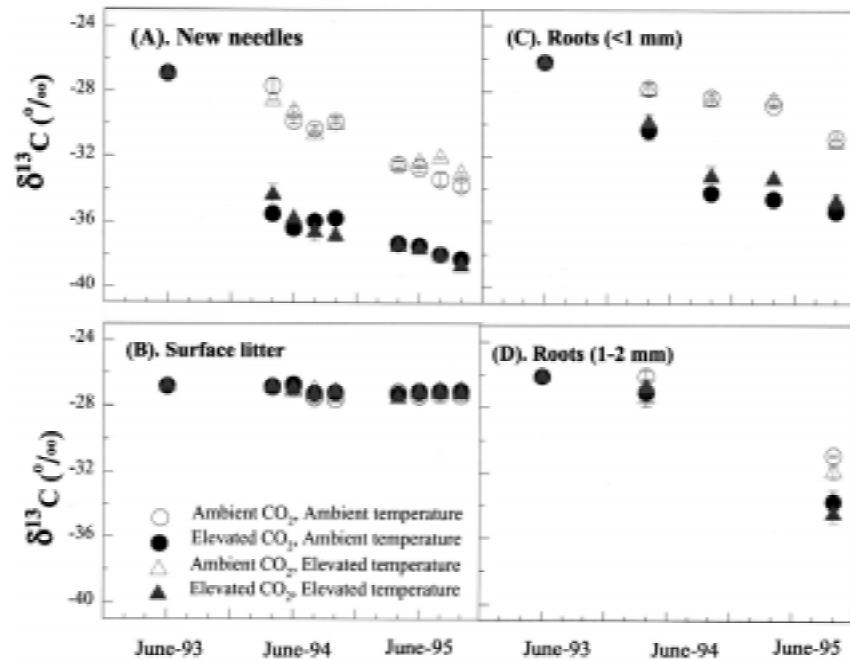 (A). New needles
(C). Roots (<1 mm)
δ¹³C (°/₀₀)
-24
-28
-32
-36
-40
(B). Surface litter
(D). Roots (1-2 mm)
δ¹³C (°/₀₀)
-24
-28
-32
-36
-40
Ambient CO₂, Ambient temperature
Elevated CO₂, Ambient temperature
Ambient CO₂, Elevated temperature
Elevated CO₂, Elevated temperature
June-93 June-94 June-95 June-93 June-94 June-95